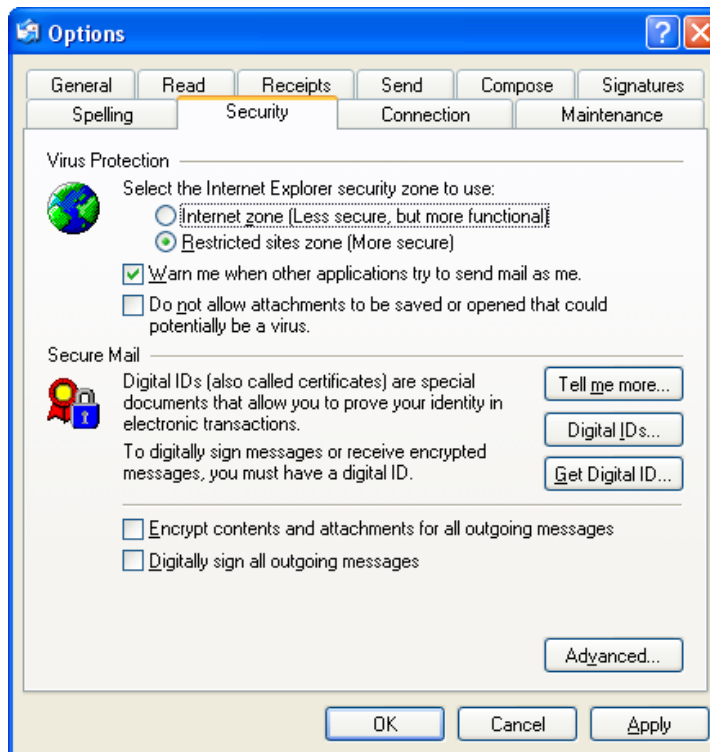 Options
General Read Receipts Send Compose Signatures
Spelling Security Connection Maintenance
Virus Protection
Select the Internet Explorer security zone to use:
Internet zone (Less secure, but more functional)
Restricted sites zone (More secure)
Warn me when other applications try to send mail as me.
Do not allow attachments to be saved or opened that could
potentially be a virus.
Secure Mail
Digital IDs (also called certificates) are special
documents that allow you to prove your identity in
electronic transactions.
Tell me more...
Digital IDs...
To digitally sign messages or receive encrypted
messages, you must have a digital ID.
Get Digital ID...
Encrypt contents and attachments for all outgoing messages
Digitally sign all outgoing messages
Advanced...
OK Cancel Apply